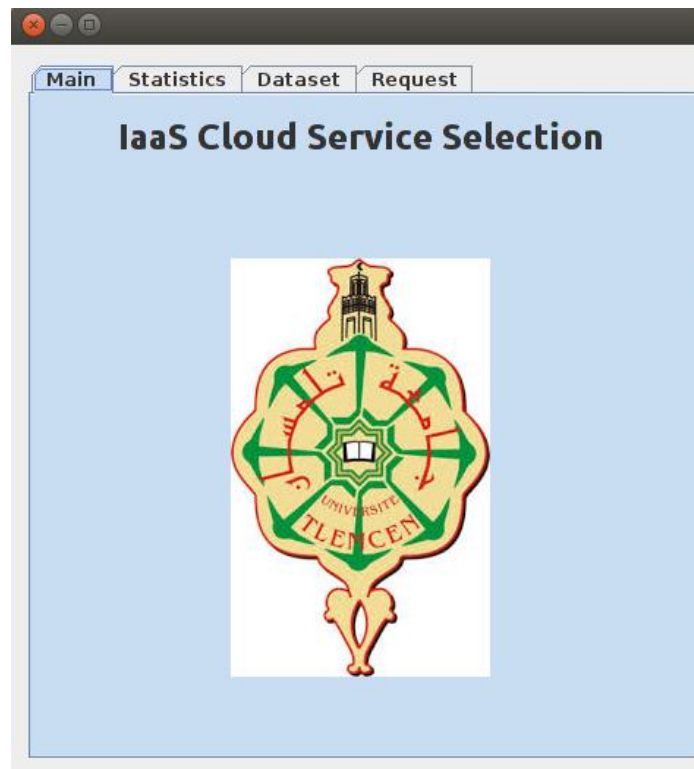 Main Statistics Dataset Request
IaaS Cloud Service Selection
جامعة تلمسان
UNIVERSITE
TLEMCEN